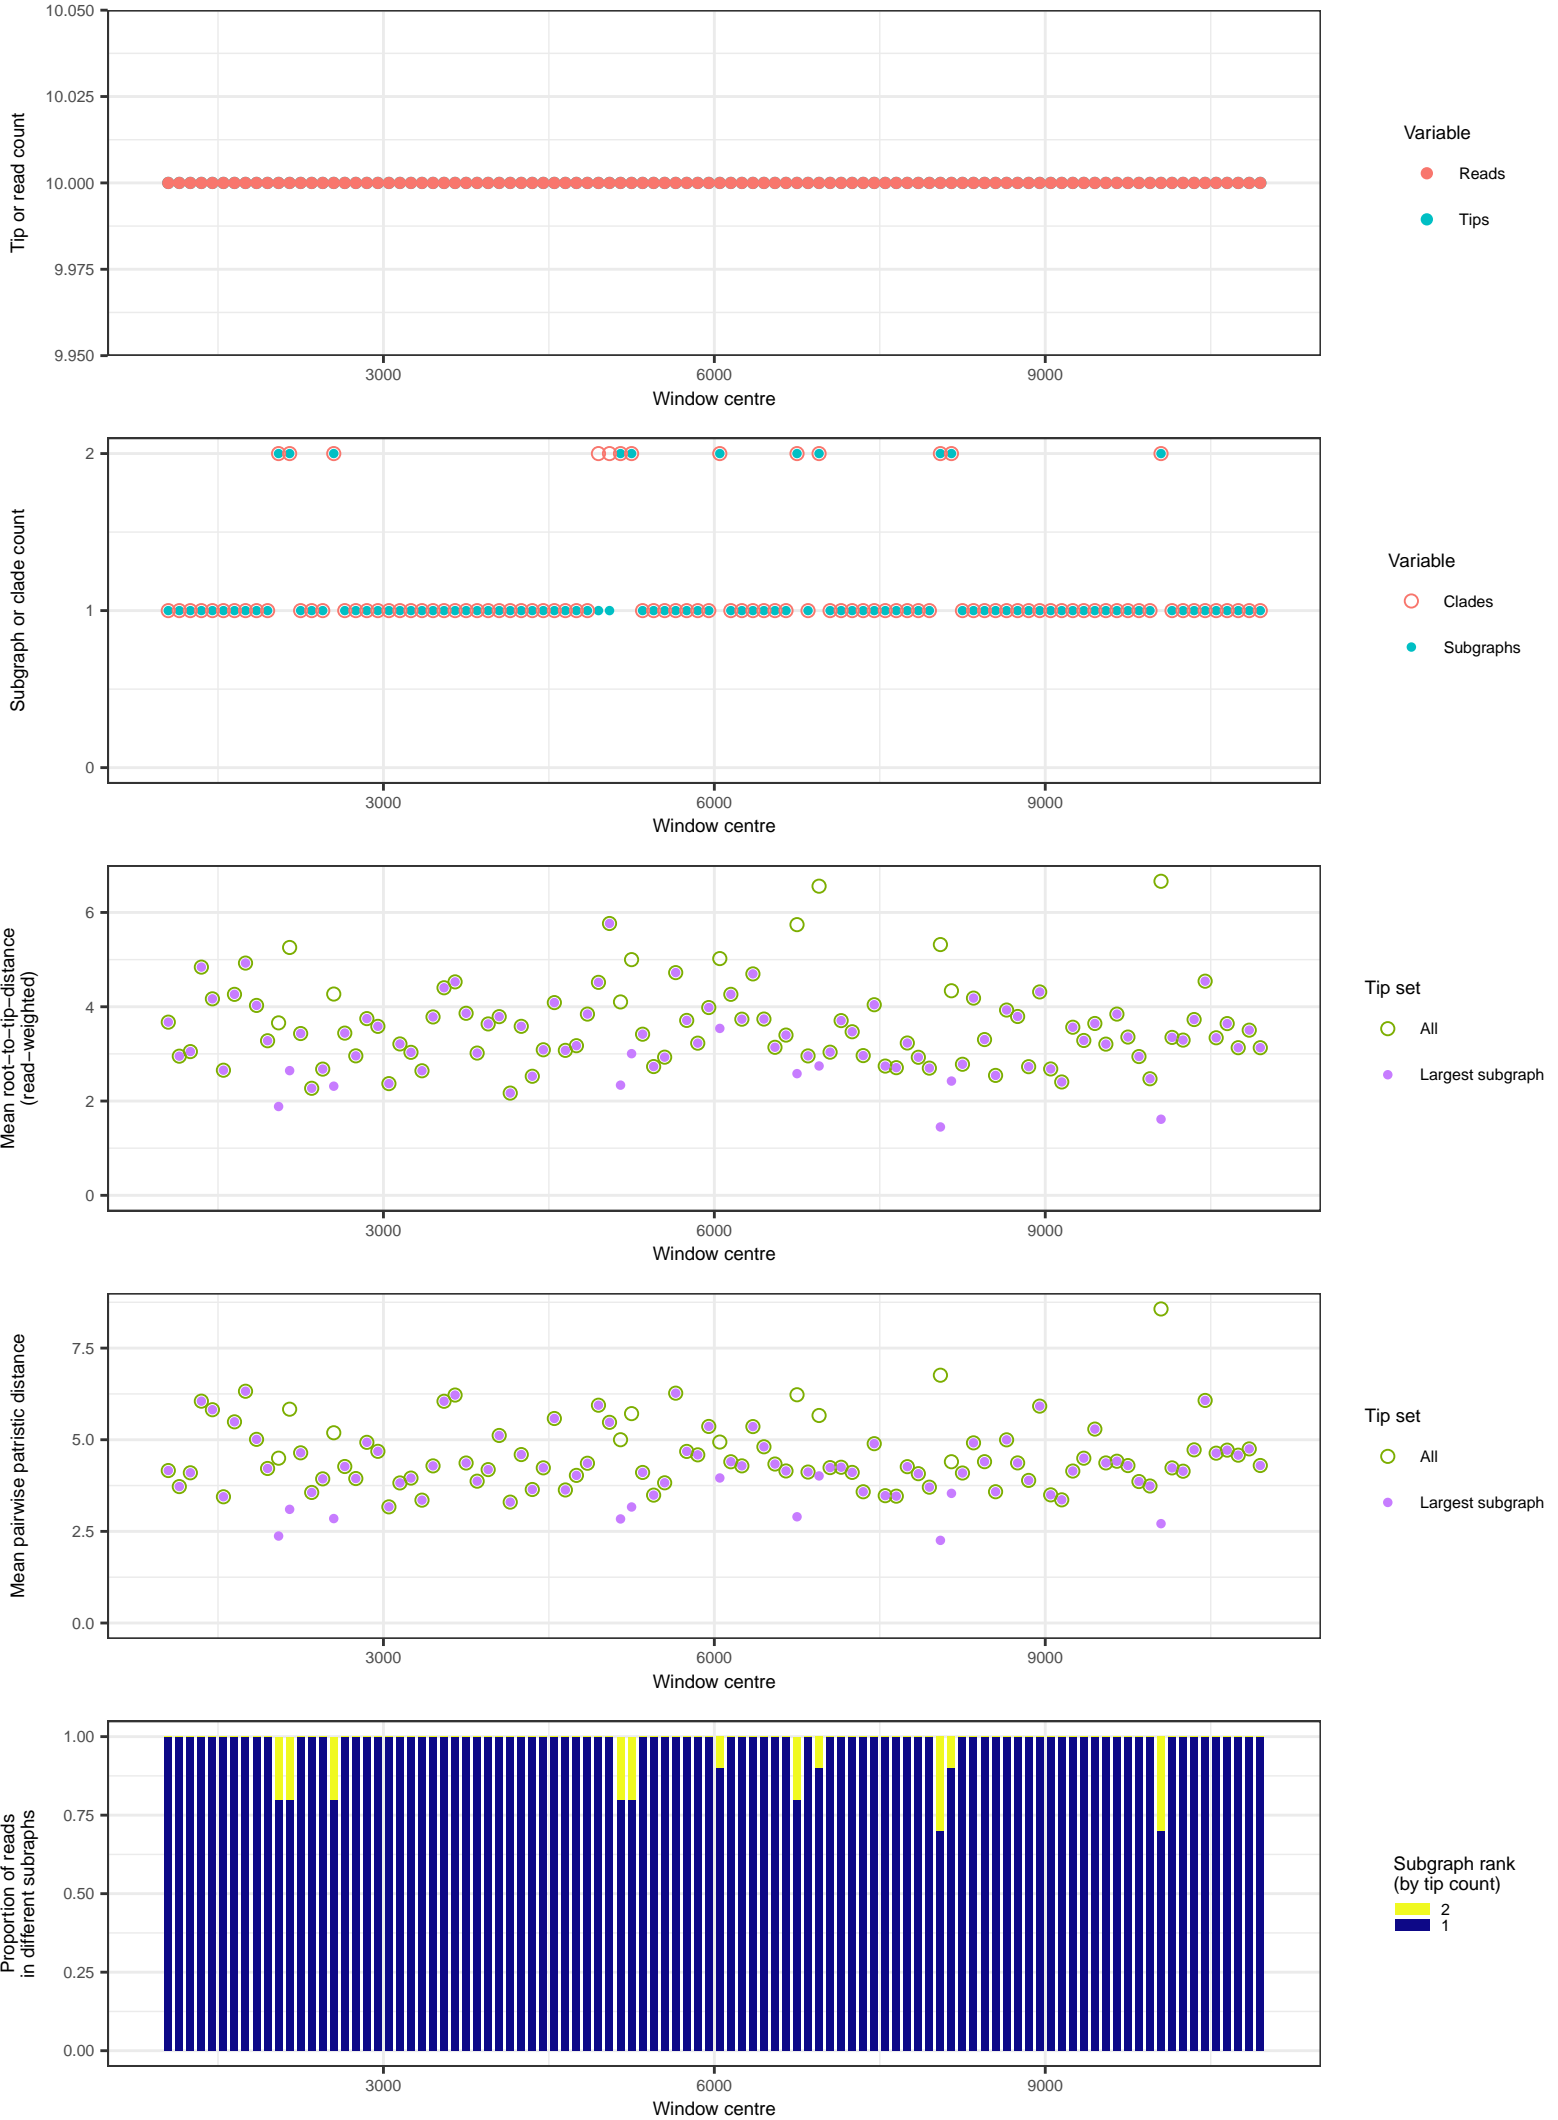 10.050
10.025
10.000
9.975
9.950
Tip or read count
3000 6000 9000
Window centre
Variable
Reads
Tips
2
1
0
Subgraph or clade count
3000 6000 9000
Window centre
Variable
Clades
Subgraphs
6
4
2
0
Mean root−to−tip−distance
(read−weighted)
3000 6000 9000
Window centre
Tip set
All
Largest subgraph
7.5
5.0
2.5
0.0
Mean pairwise patristic distance
3000 6000 9000
Window centre
Tip set
All
Largest subgraph
1.00
0.75
0.50
0.25
0.00
Proportion of reads
in different subraphs
3000 6000 9000
Window centre
Subgraph rank
(by tip count)
2
1